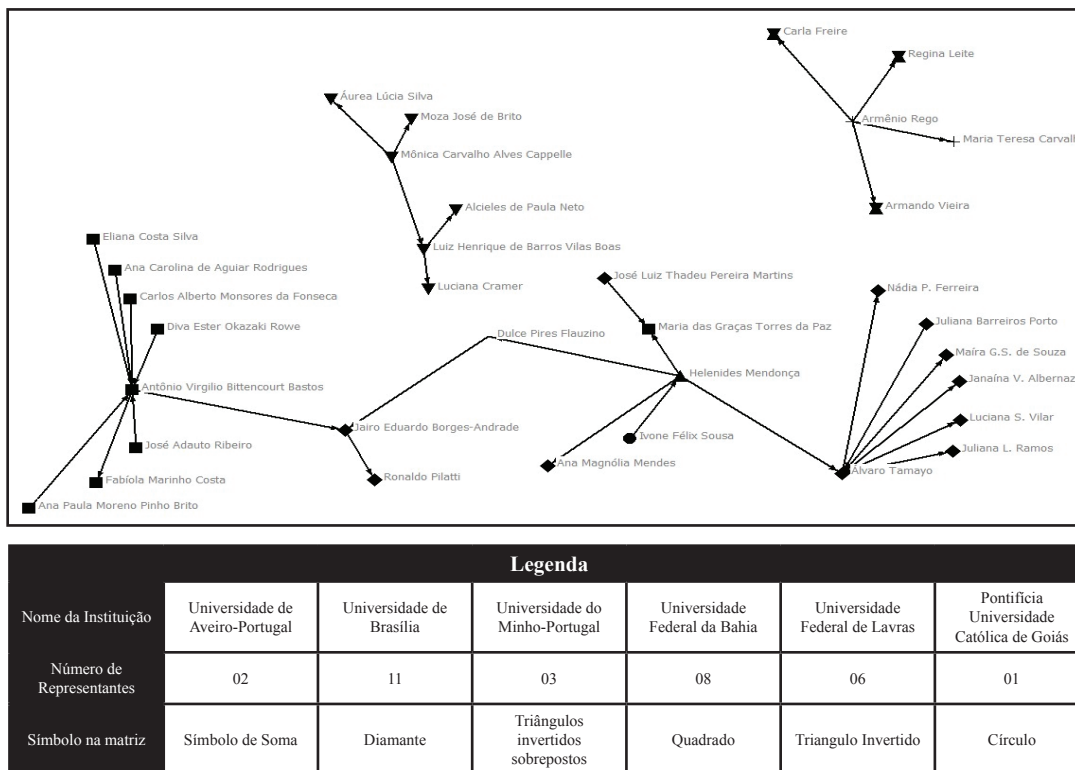 Carla Freire
Regina Leite
Áurea Lúcia Silva
Moza José de Brito
Armênio Rego
Maria Teresa Carvalh
Mônica Carvalho Alves Cappelle
Alcieles de Paula Neto
Armando Vieira
Eliana Costa Silva
Luiz Henrique de Barros Vilas Boas
Ana Carolina de Aguiar Rodrigues
José Luiz Thadeu Pereira Martins
Luciana Cramer
Nádia P. Ferreira
Carlos Alberto Monsores da Fonseca
Juliana Barreiros Porto
Diva Ester Okazaki Rowe
Maria das Graças Torres da Paz
Dulce Pires Flauzino
Maíra G.S. de Souza
Helenides Mendonça
Janaína V. Albernaz
Antônio Virgilio Bittencourt Bastos
Luciana S. Vilar
Jairo Eduardo Borges-Andrade
Ivone Félix Sousa
José Adauto Ribeiro
Juliana L. Ramos
Ana Magnólia Mendes
Álvaro Tamayo
Fabíola Marinho Costa
Ronaldo Pilatti
Ana Paula Moreno Pinho Brito
Legenda
Nome da Instituição
Universidade de
Aveiro-Portugal
Universidade de
Brasília
Universidade do
Minho-Portugal
Universidade
Federal da Bahia
Universidade
Federal de Lavras
Pontifícia
Universidade
Católica de Goiás
Número de
Representantes
02
11
03
08
06
01
Símbolo na matriz
Símbolo de Soma
Diamante
Triângulos
invertidos
sobrepostos
Quadrado
Triangulo Invertido
Círculo